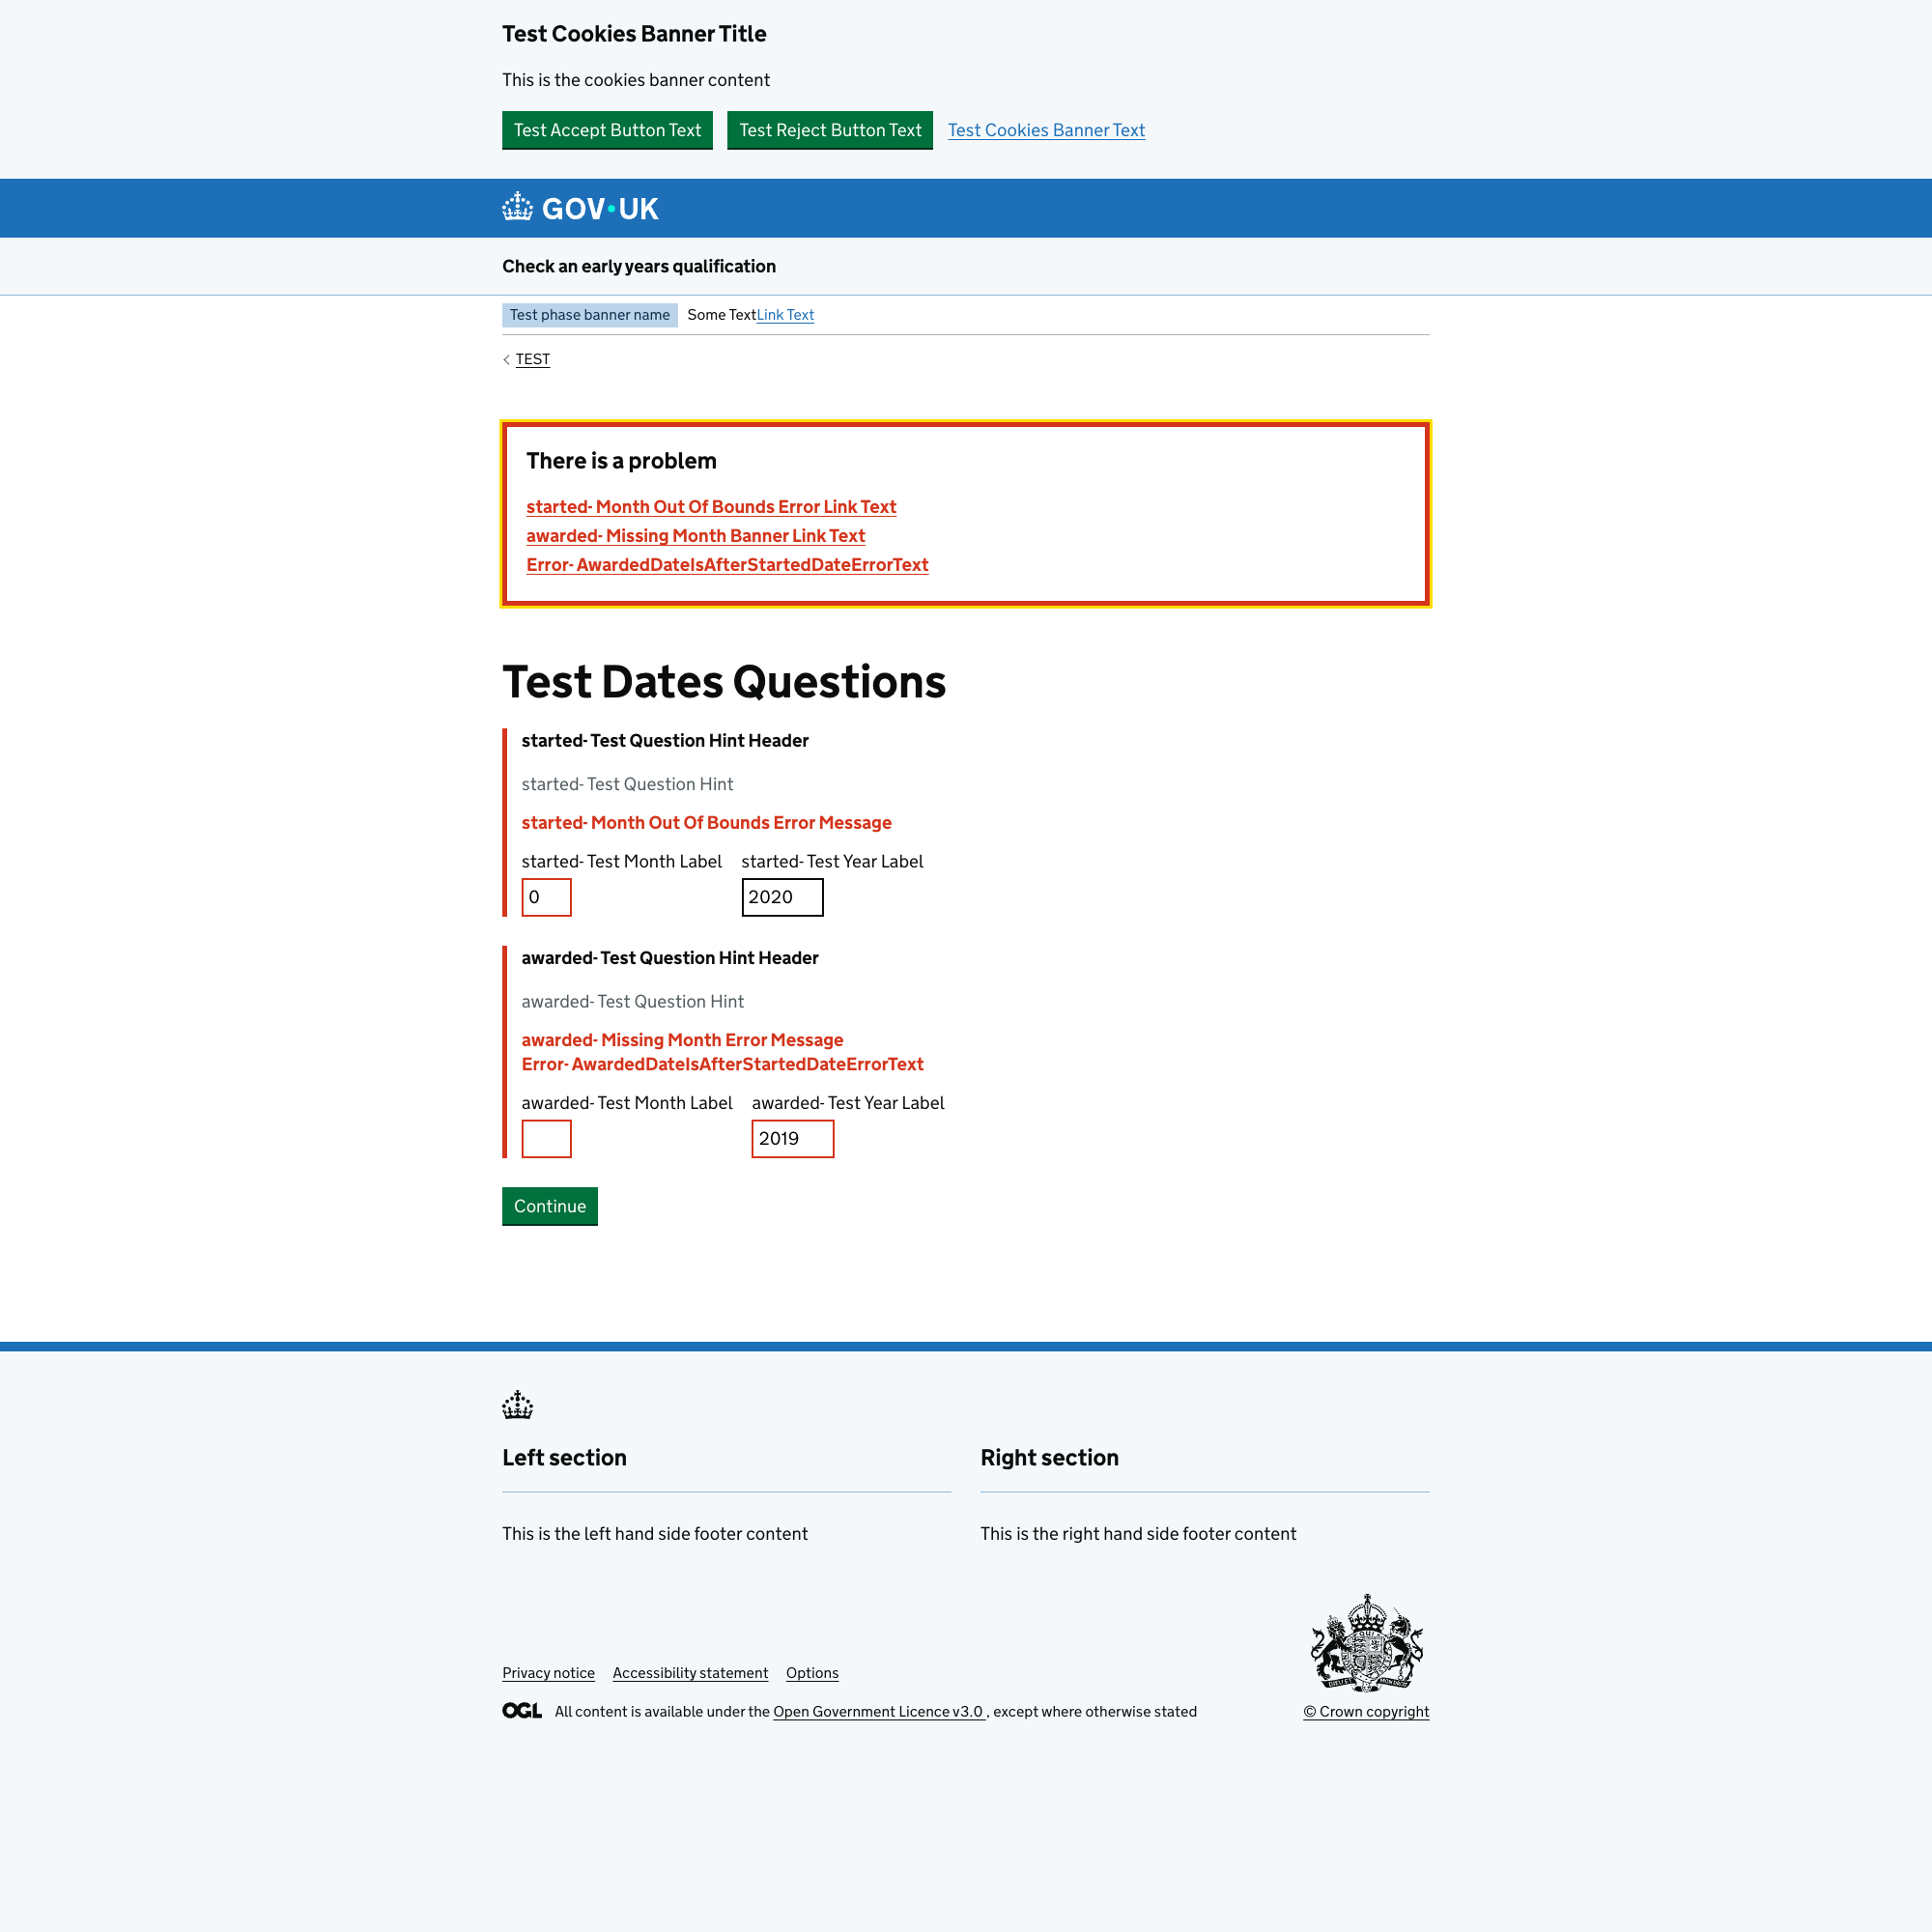 Test Cookies Banner Title
This is the cookies banner content
Test Accept Button Text Test Reject Button Text Test Cookies Banner Text
GOV·UK
Check an early years qualification
Test phase banner name Some TextLink Text
TEST
There is a problem
started- Month Out Of Bounds Error Link Text
awarded- Missing Month Banner Link Text
Error- AwardedDateIsAfterStartedDateErrorText
Test Dates Questions
started- Test Question Hint Header
started- Test Question Hint
started- Month Out Of Bounds Error Message
started- Test Month Label started- Test Year Label
0 2020
awarded- Test Question Hint Header
awarded- Test Question Hint
awarded- Missing Month Error Message
Error- AwardedDateIsAfterStartedDateErrorText
awarded- Test Month Label awarded- Test Year Label
2019
Continue
Left section Right section
This is the left hand side footer content This is the right hand side footer content
Privacy notice Accessibility statement Options
OGL All content is available under the Open Government Licence v3.0 , except where otherwise stated © Crown copyright